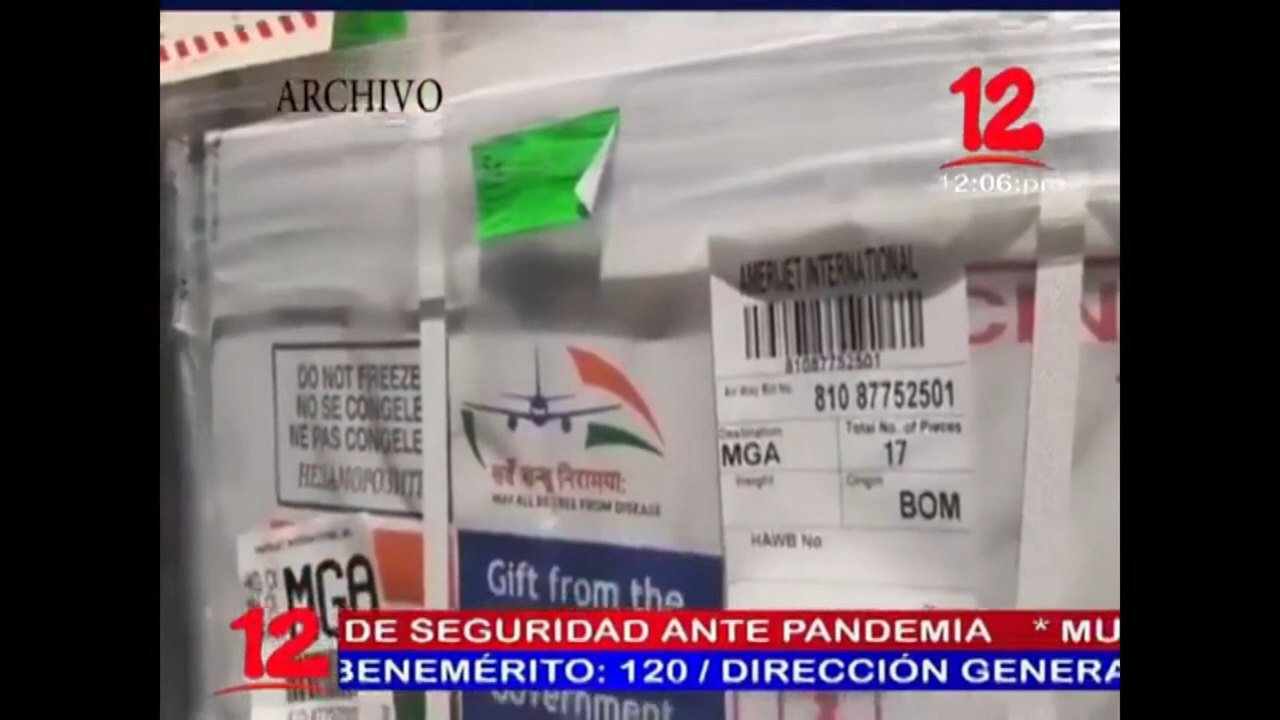 ARCHIVO
12
12:06:pm
AMERIJET INTERNATIONAL
81087752501
Air Way Bill No
810 87752501
Destination
Total No. of Pieces
MGA
17
Weight
Origin
BOM
HAWB No
DO NOT FREEZE
NO SE CONGELE
NE PAS CONGELE
सर्वे सन्तु निरामया:
MAY ALL BE FREE FROM DISEASE
Gift from the
Government
MGA
12
DE SEGURIDAD ANTE PANDEMIA * MU
BENEMÉRITO: 120 / DIRECCIÓN GENERA